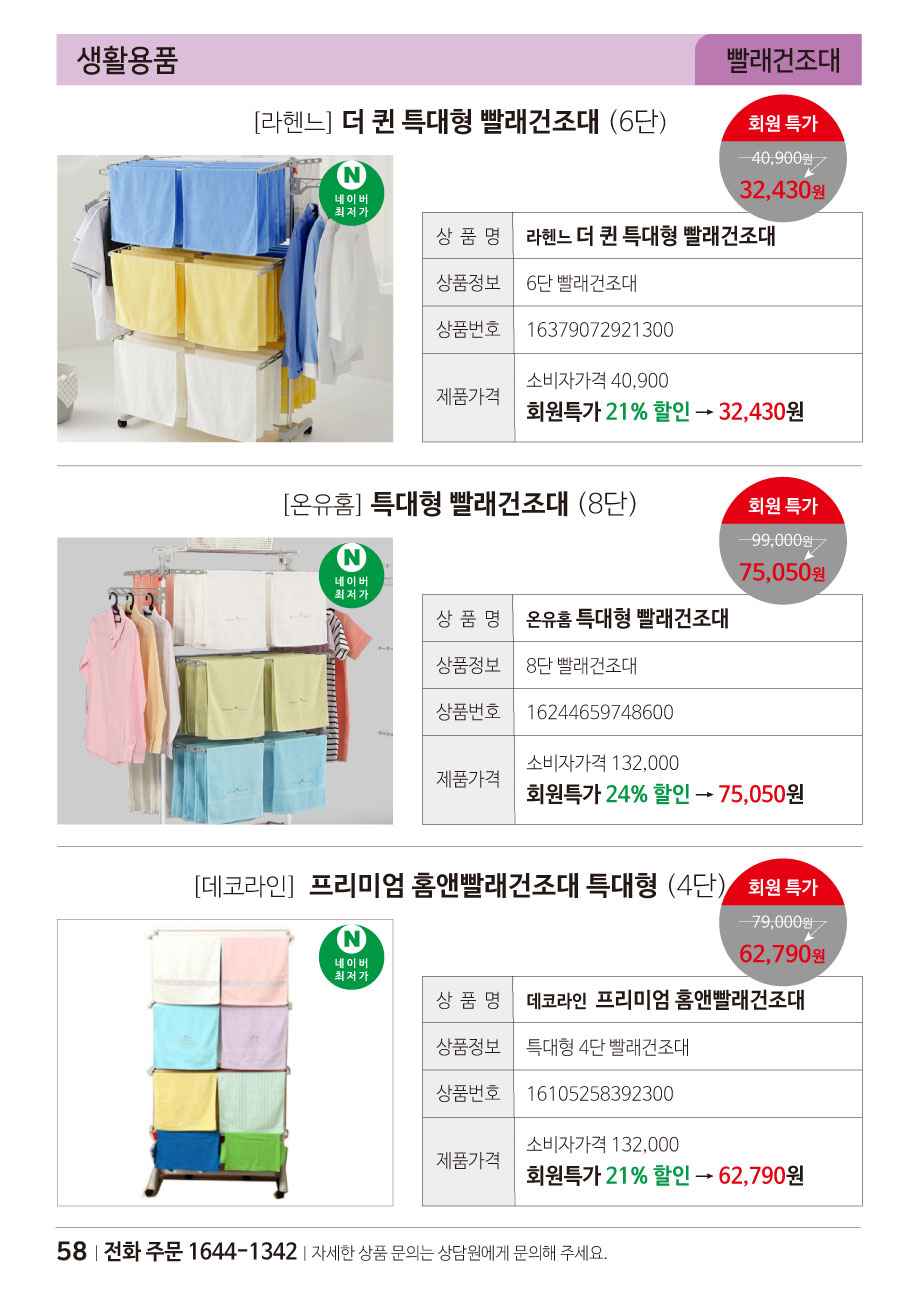 생활용품
빨래건조대
[라헨느] 더 퀸 특대형 빨래건조대 (6단)
회원 특가
40,900원
32,430원
N
네이버
최저가
상 품 명 라헨느 더 퀸 특대형 빨래건조대
상품정보 6단 빨래건조대
상품번호 16379072921300
제품가격 소비자가격 40,900
회원특가 21% 할인 → 32,430원
[온유홈] 특대형 빨래건조대 (8단)
회원 특가
99,000원
75,050원
N
네이버
최저가
상 품 명 온유홈 특대형 빨래건조대
상품정보 8단 빨래건조대
상품번호 16244659748600
제품가격 소비자가격 132,000
회원특가 24% 할인 → 75,050원
[데코라인] 프리미엄 홈앤빨래건조대 특대형 (4단)
회원 특가
79,000원
62,790원
N
네이버
최저가
상 품 명 데코라인 프리미엄 홈앤빨래건조대
상품정보 특대형 4단 빨래건조대
상품번호 16105258392300
제품가격 소비자가격 132,000
회원특가 21% 할인 → 62,790원
58 | 전화 주문 1644-1342 | 자세한 상품 문의는 상담원에게 문의해 주세요.